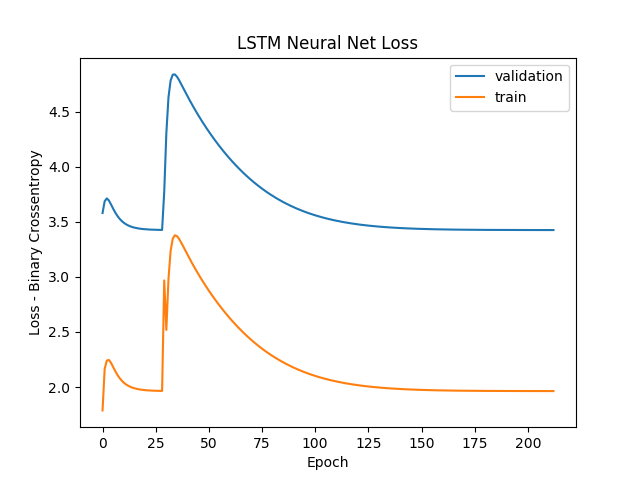 LSTM Neural Net Loss
validation
train
Loss - Binary Crossentropy
4.5
4.0
3.5
3.0
2.5
2.0
0 25 50 75 100 125 150 175 200
Epoch